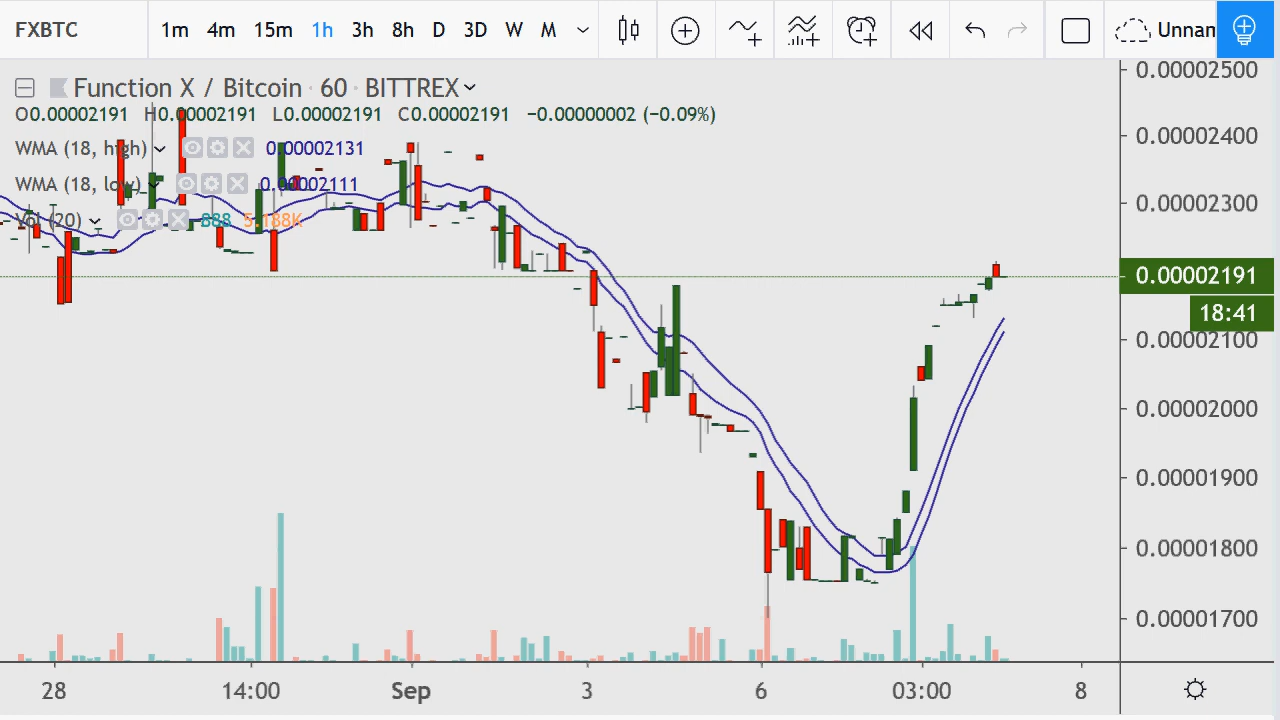 FXBTC 1m 4m 15m 1h 3h 8h D 3D W M Unnan
Function X / Bitcoin · 60 · BITTREX
O0.00002191 H0.00002191 L0.00002191 C0.00002191 −0.00000002 (−0.09%)
WMA (18, high) 0.00002131
WMA (18, low) 0.00002111
Vol (20) 888 5.188K
0.00002500
0.00002400
0.00002300
0.00002191
18:41
0.00002100
0.00002000
0.00001900
0.00001800
0.00001700
28 14:00 Sep 3 6 03:00 8